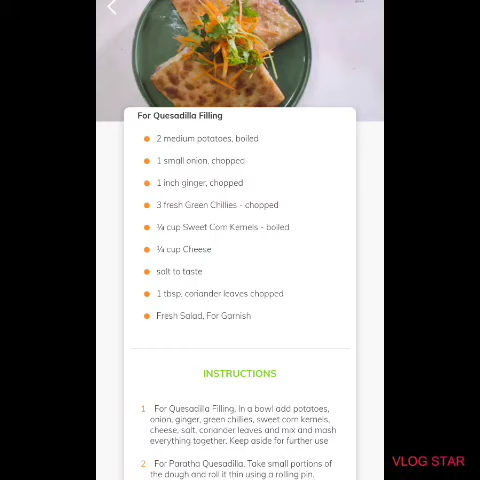 For Quesadilla Filling
2 medium potatoes, boiled
1 small onion, chopped
1 inch ginger, chopped
3 fresh Green Chillies - chopped
¼ cup Sweet Corn Kernels - boiled
¼ cup Cheese
salt to taste
1 tbsp, coriander leaves chopped
Fresh Salad, For Garnish
INSTRUCTIONS
1 For Quesadilla Filling, In a bowl add potatoes,
onion, ginger, green chillies, sweet corn kernels,
cheese, salt, coriander leaves and mix and mash
everything together. Keep aside for further use
2 For Paratha Quesadilla, Take small portions of
the dough and roll it thin using a rolling pin.
VLOG STAR